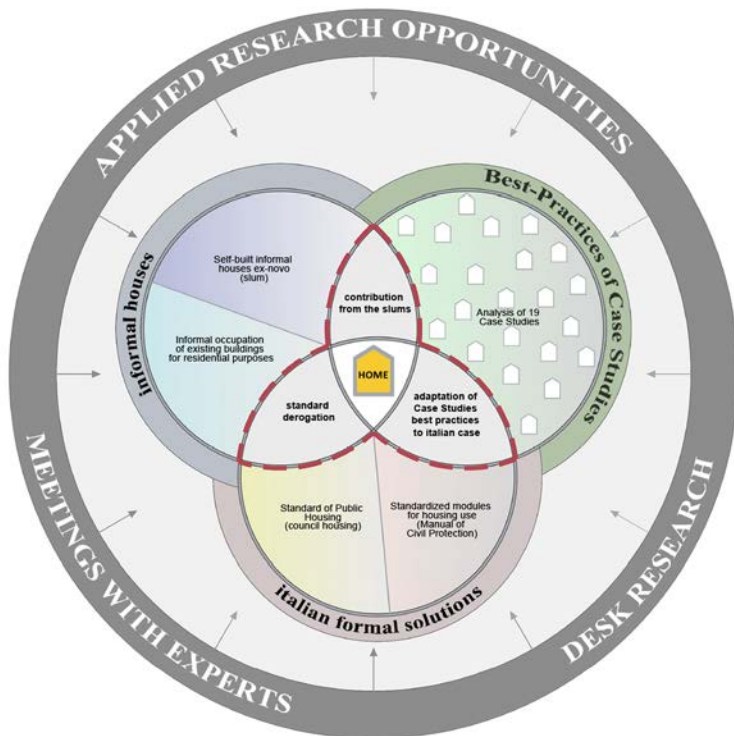 APPLIED RESEARCH OPPORTUNITIES
Best-Practices of Case Studies
informal houses
Self-built informal
houses ex-novo
(slum)
contribution
from the slums
Analysis of 19
Case Studies
Informal occupation
of existing buildings
for residential purposes
HOME
standard
derogation
adaptation of
Case Studies
best practices
to italian case
Standard of Public
Housing
(council housing)
Standardized modules
for housing use
(Manual of
Civil Protection)
italian formal solutions
MEETINGS WITH EXPERTS
DESK RESEARCH